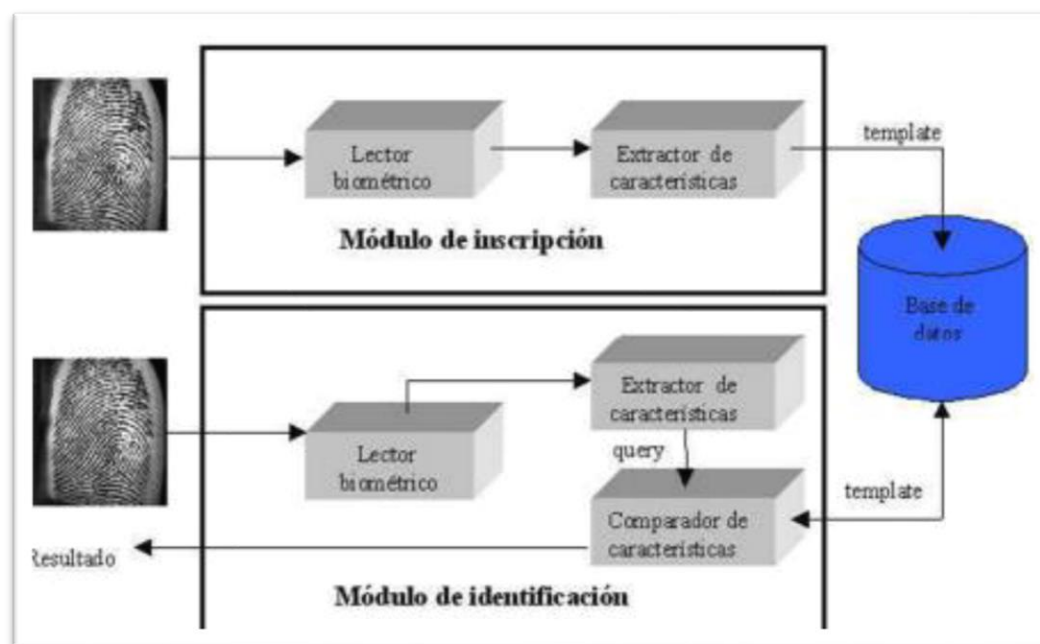 Lector
biométrico
Extractor de
características
template
Módulo de inscripción
Base de
datos
Lector
biométrico
Extractor de
características
query
Comparador de
características
template
Resultado
Módulo de identificación